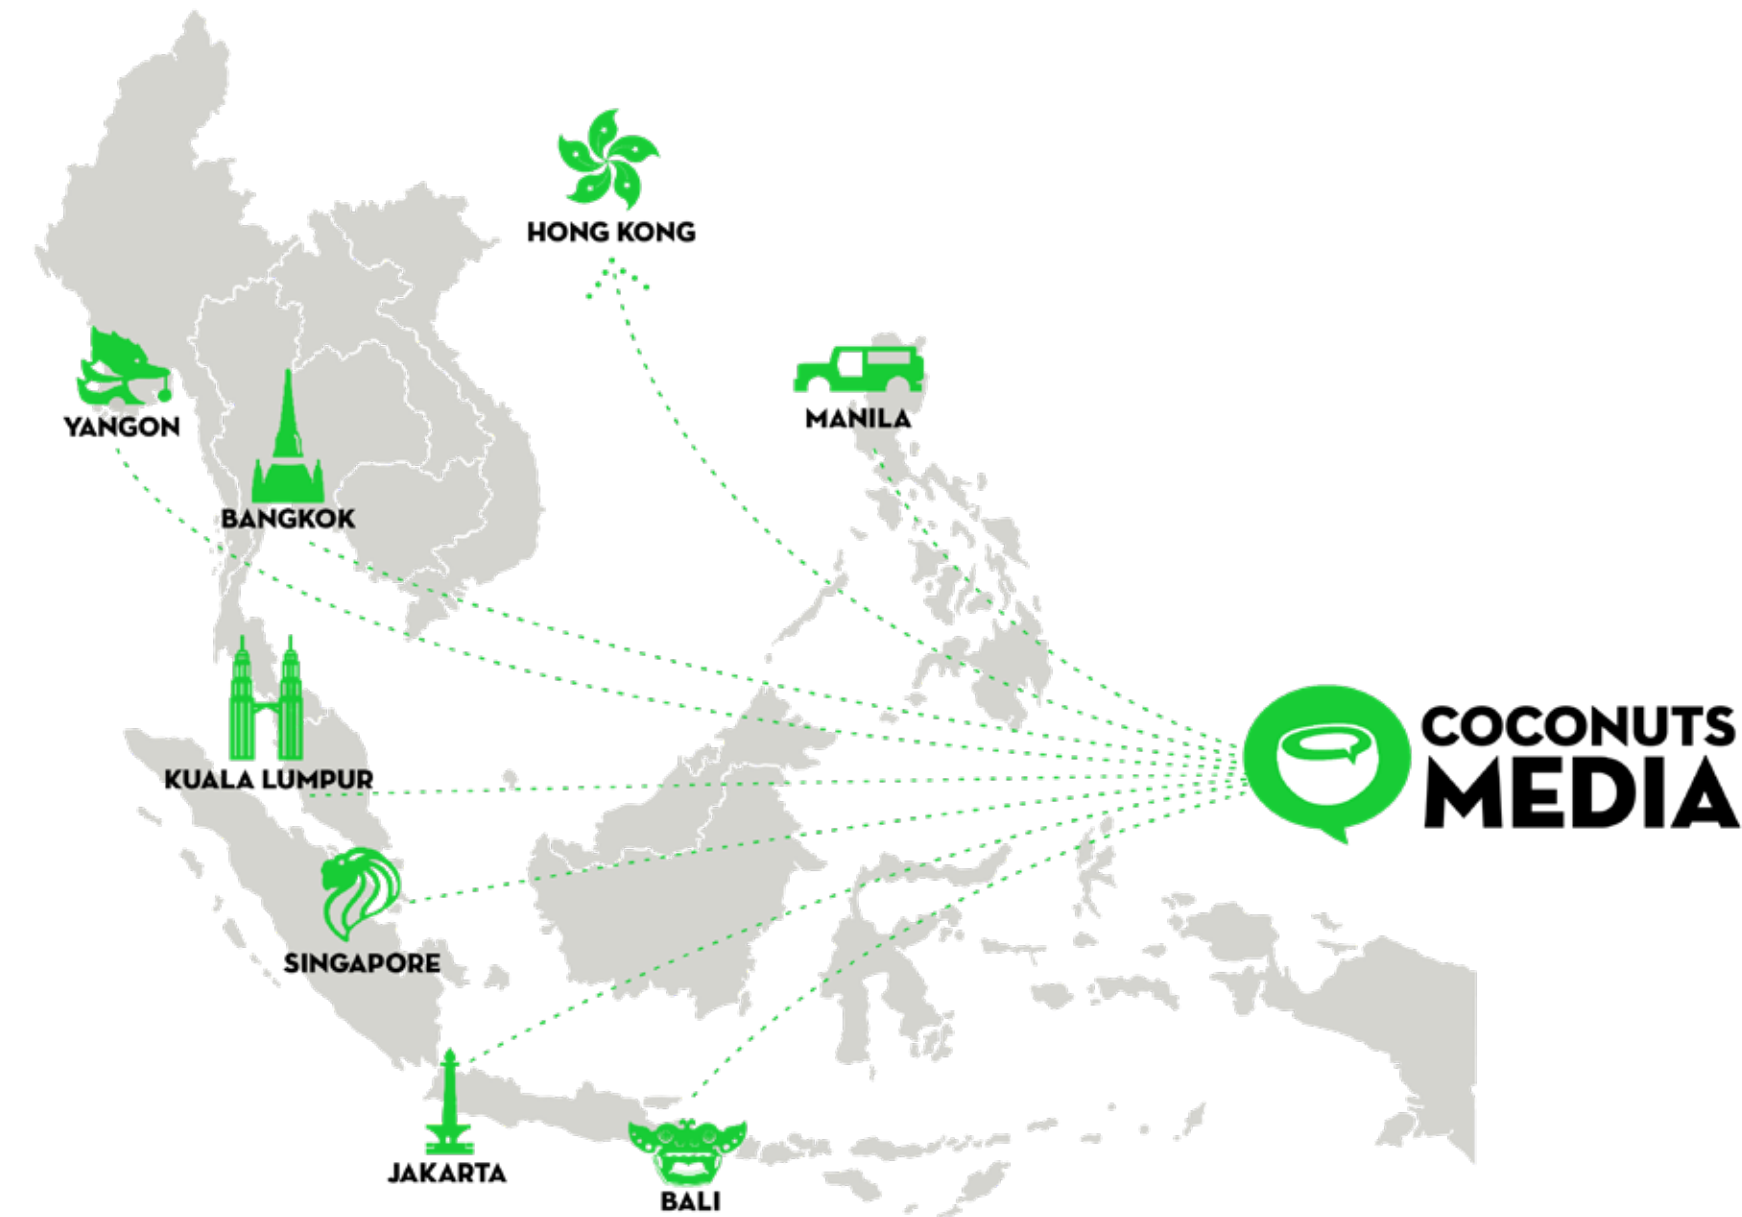 HONG KONG
MANILA
YANGON
BANGKOK
COCONUTS
MEDIA
KUALA LUMPUR
SINGAPORE
JAKARTA
BALI